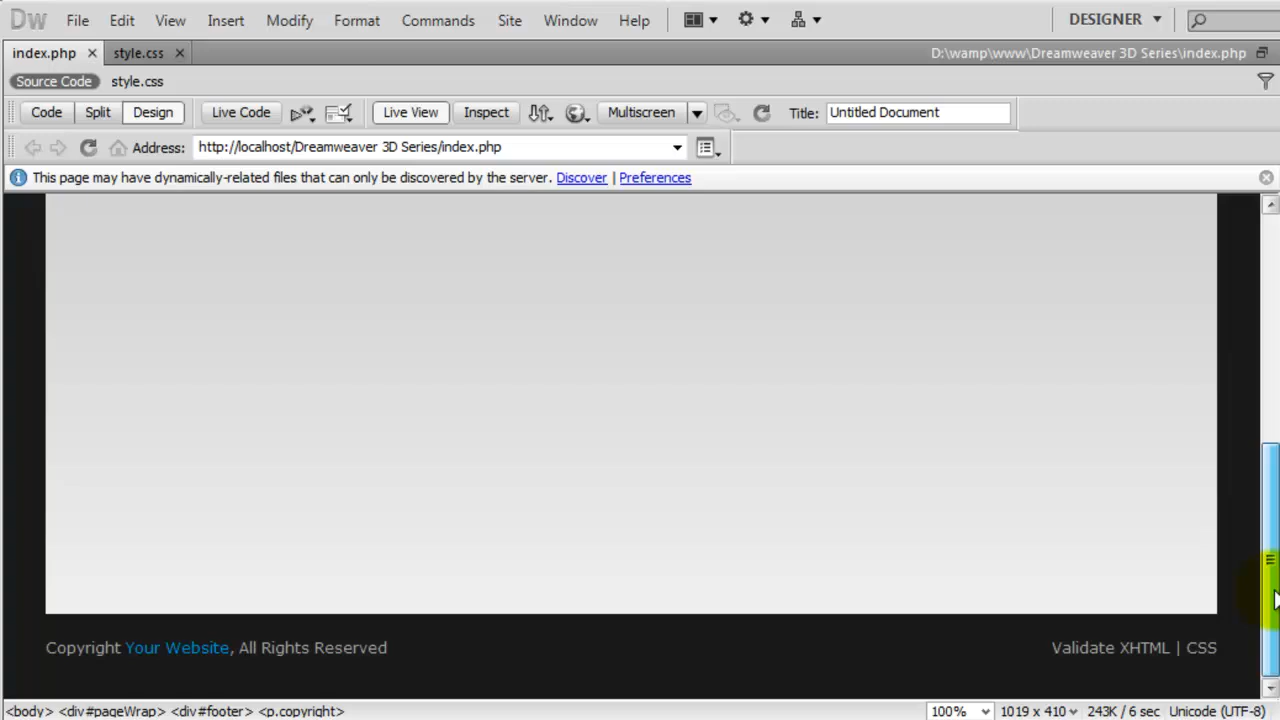 Dw File Edit View Insert Modify Format Commands Site Window Help DESIGNER
index.php style.css D:\wamp\www\Dreamweaver 3D Series\index.php
Source Code style.css
Code Split Design Live Code Live View Inspect Multiscreen Title: Untitled Document
Address: http://localhost/Dreamweaver 3D Series/index.php
This page may have dynamically-related files that can only be discovered by the server. Discover | Preferences
Copyright Your Website, All Rights Reserved Validate XHTML | CSS
<body> <div#pageWrap> <div#footer> <p.copyright> 100% 1019 x 410 243K / 6 sec Unicode (UTF-8)